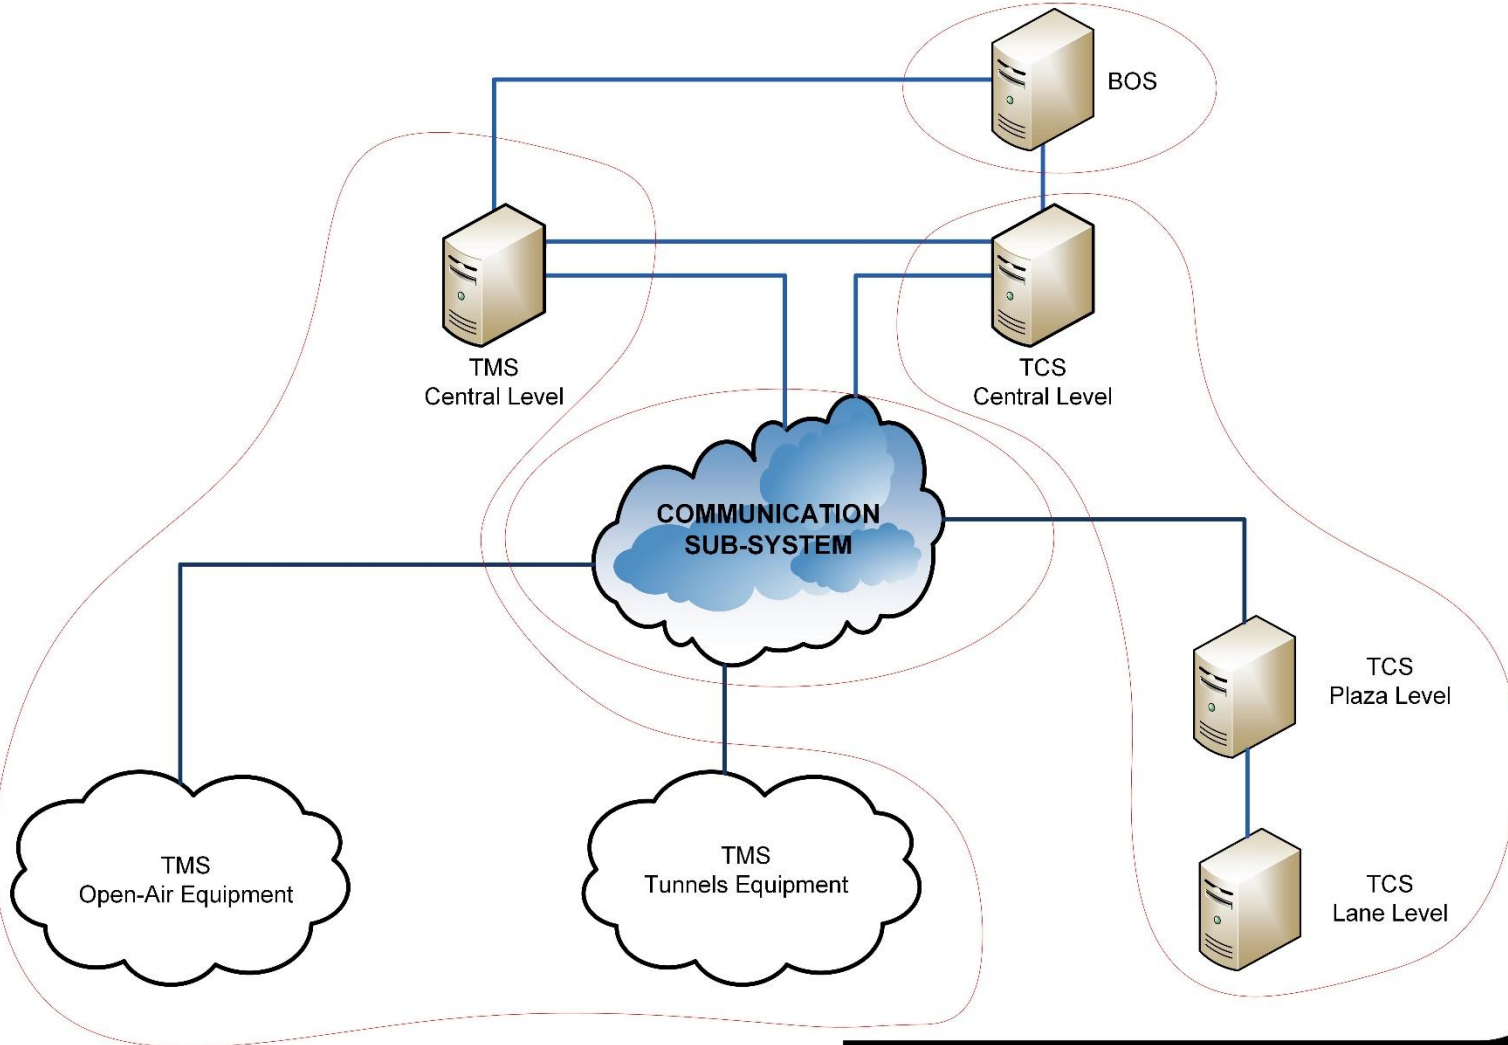 BOS
TMS
Central Level
TCS
Central Level
COMMUNICATION
SUB-SYSTEM
TCS
Plaza Level
TMS
Open-Air Equipment
TMS
Tunnels Equipment
TCS
Lane Level